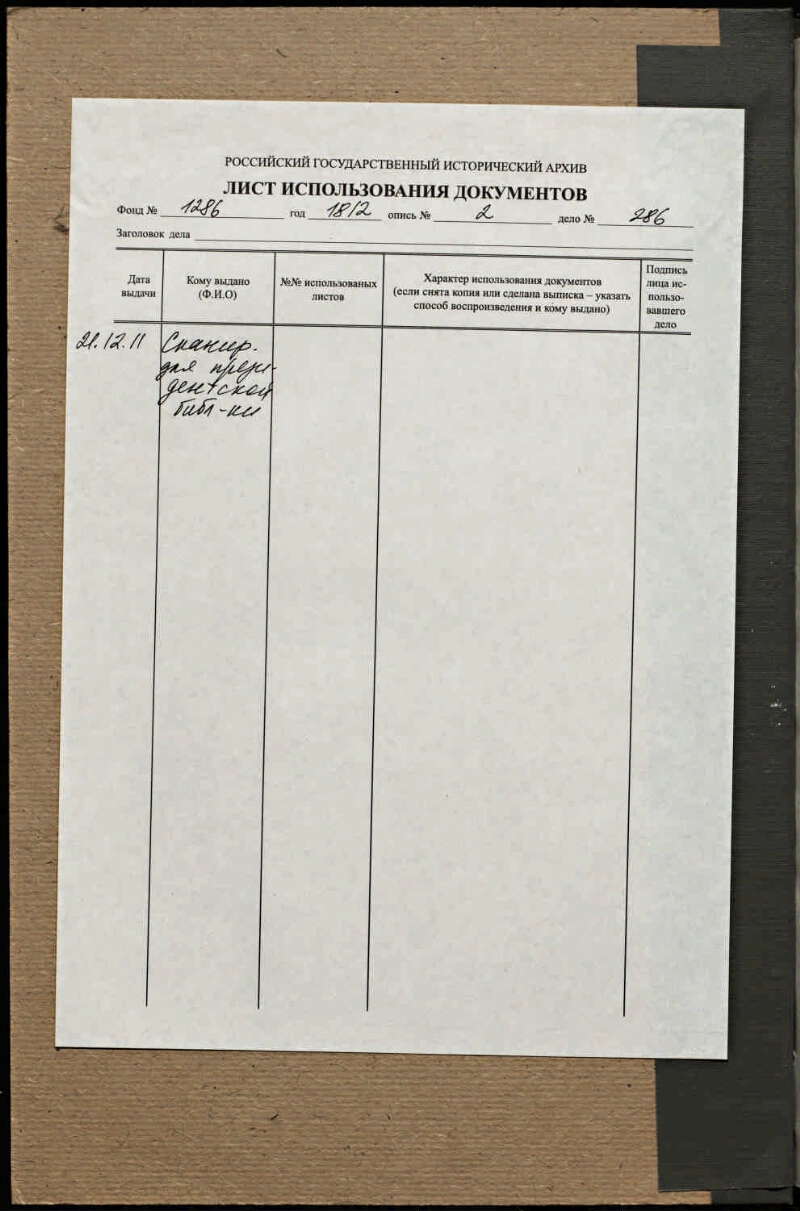 РОССИЙСКИЙ ГОСУДАРСТВЕННЫЙ ИСТОРИЧЕСКИЙ АРХИВ
ЛИСТ ИСПОЛЬЗОВАНИЯ ДОКУМЕНТОВ
Фонд № 1286 год 1812 опись № 2 дело № 286
Заголовок дела
Дата
выдачи
Кому выдано
(Ф.И.О)
№№ использованых
листов
Характер использования документов
(если снята копия или сделана выписка – указать
способ воспроизведения и кому выдано)
Подпись
лица ис-
пользо-
вавшего
дело
21.12.11 Сканир.
для прези-
дентской
библ-ки